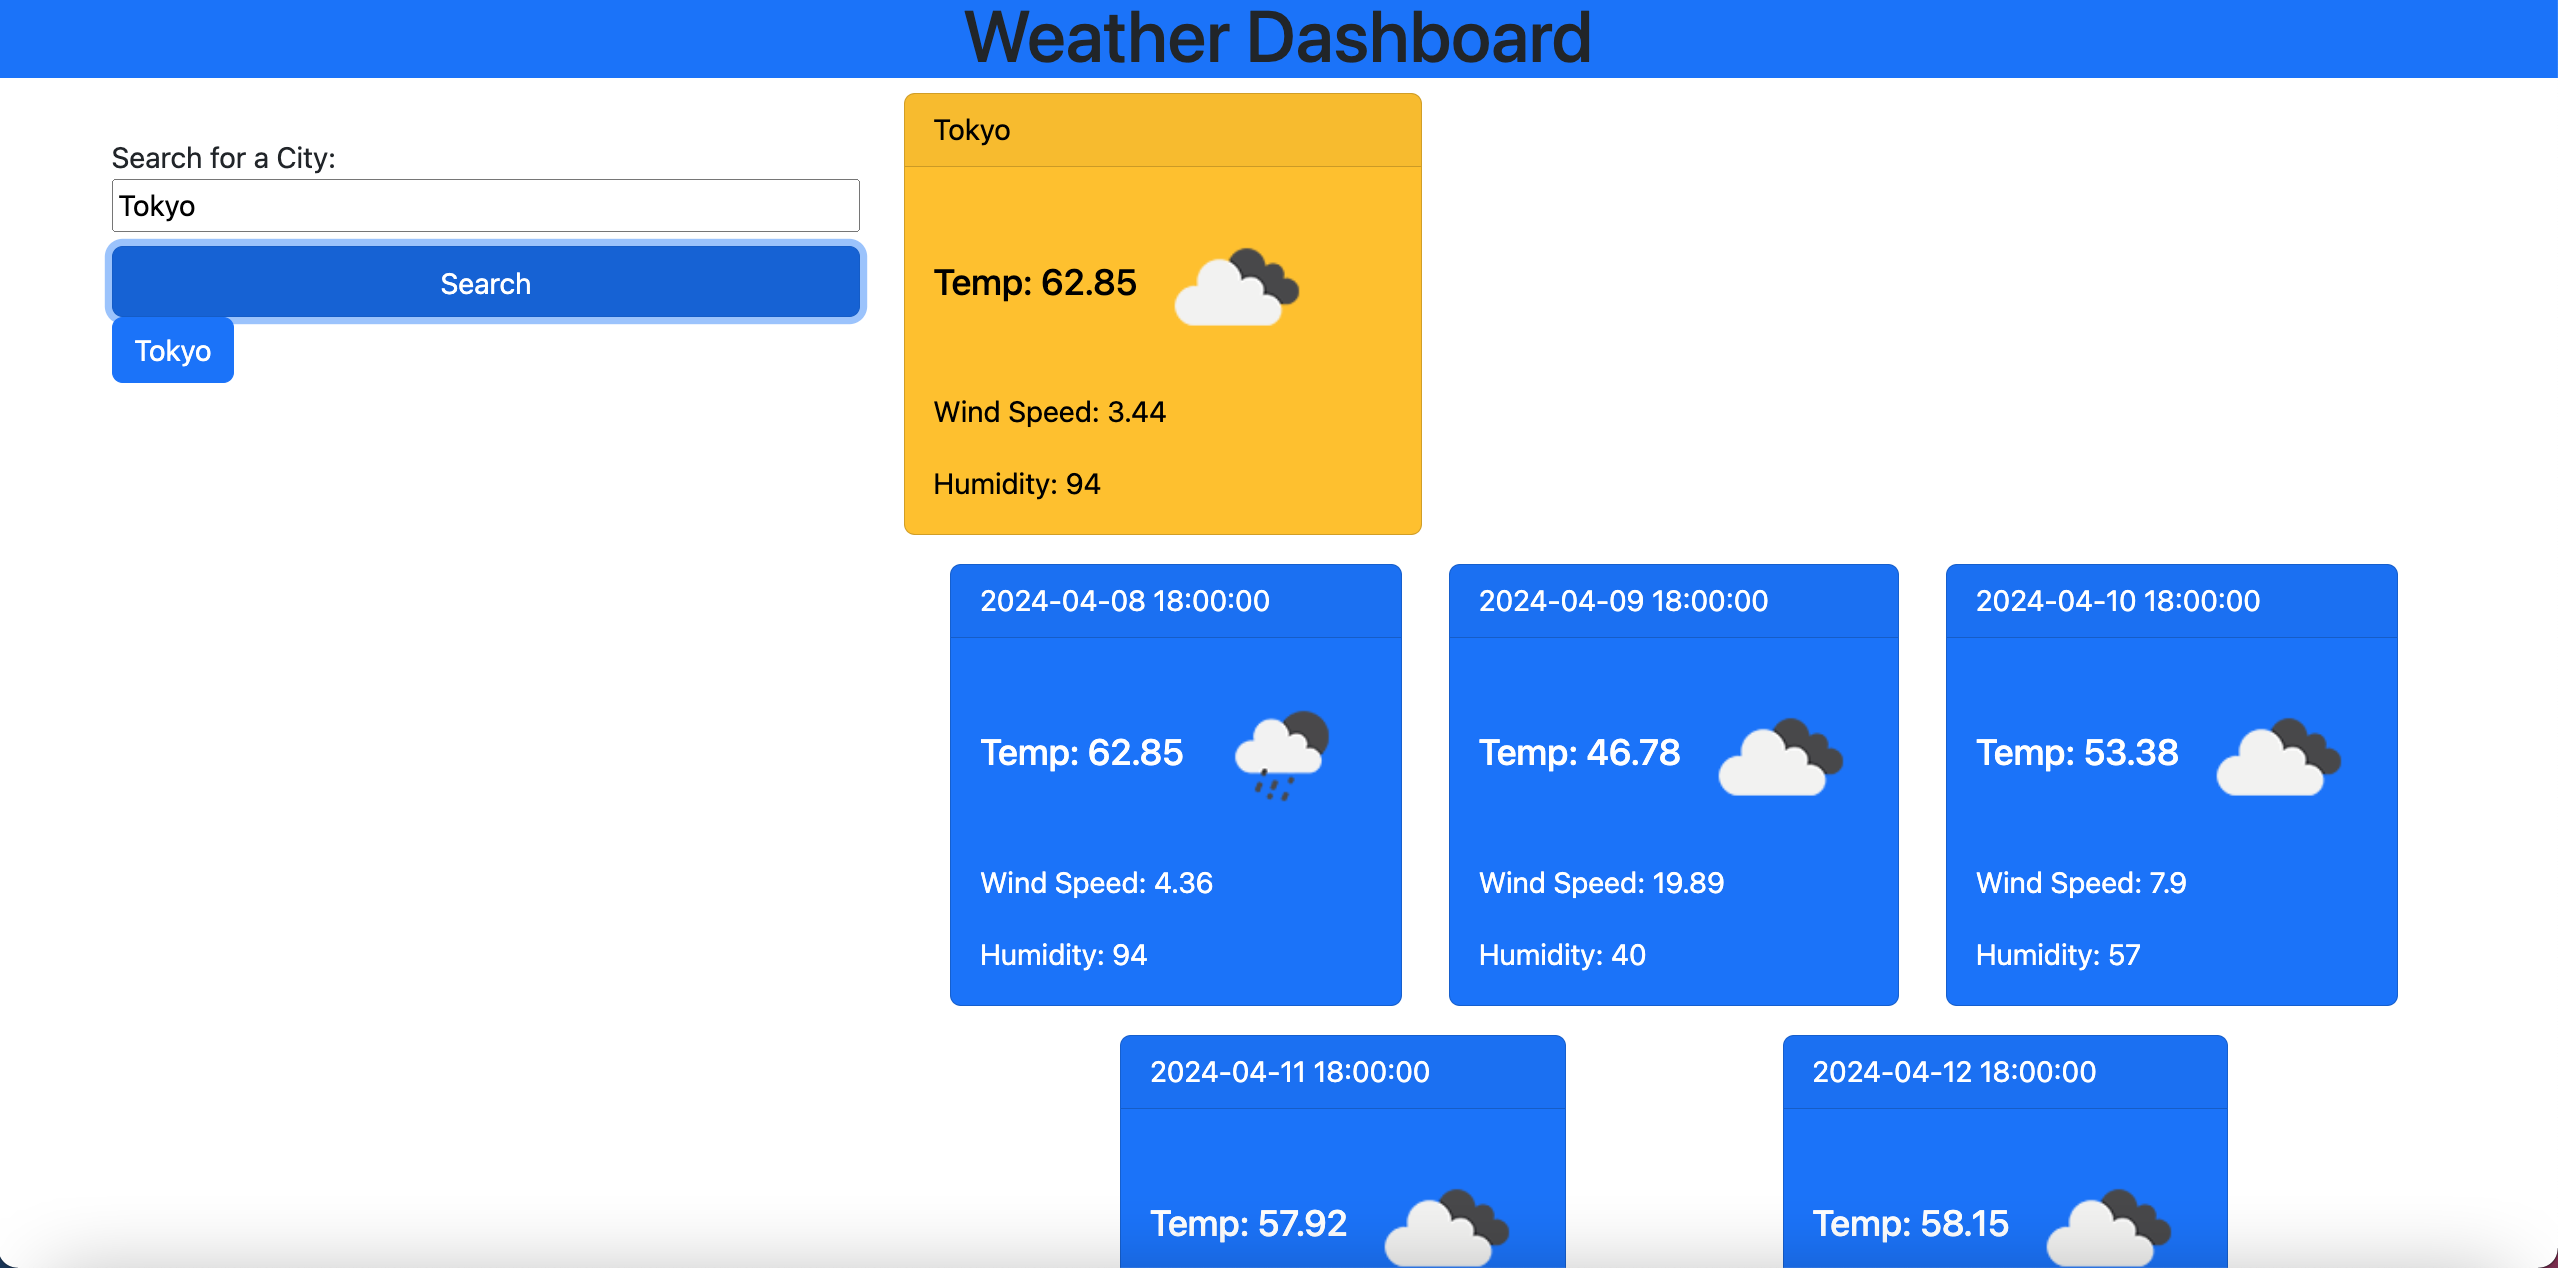 Weather Dashboard
Search for a City:
Tokyo
Search
Tokyo
Tokyo
Temp: 62.85
Wind Speed: 3.44
Humidity: 94
2024-04-08 18:00:00
Temp: 62.85
Wind Speed: 4.36
Humidity: 94
2024-04-09 18:00:00
Temp: 46.78
Wind Speed: 19.89
Humidity: 40
2024-04-10 18:00:00
Temp: 53.38
Wind Speed: 7.9
Humidity: 57
2024-04-11 18:00:00
Temp: 57.92
2024-04-12 18:00:00
Temp: 58.15